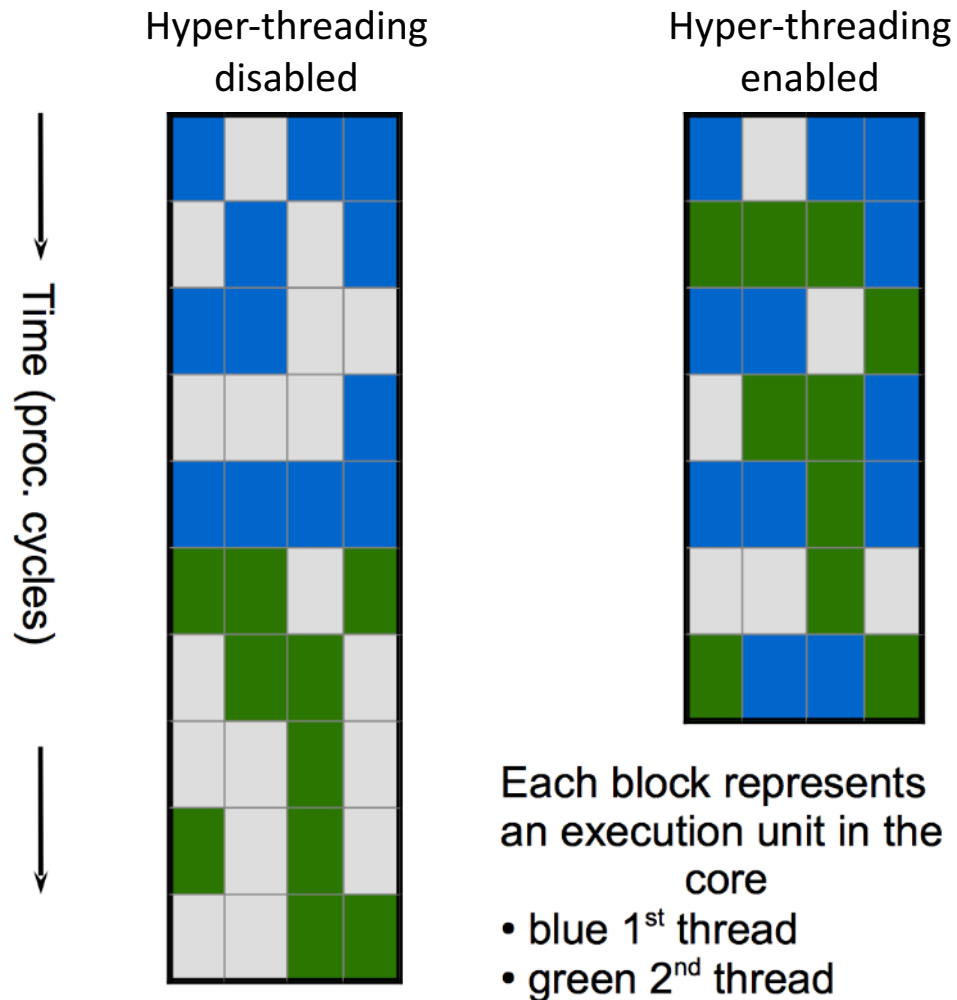 Hyper-threading
disabled
Hyper-threading
enabled
Time (proc. cycles)
Each block represents
an execution unit in the
core
• blue 1st thread
• green 2nd thread